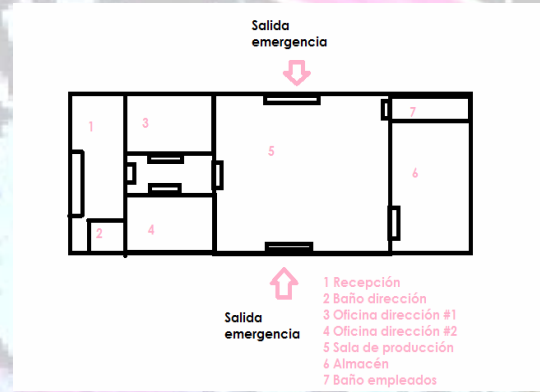 Salida
emergencia
1
3
7
5
6
2
4
Salida
emergencia
1 Recepción
2 Baño dirección
3 Oficina dirección #1
4 Oficina dirección #2
5 Sala de producción
6 Almacén
7 Baño empleados